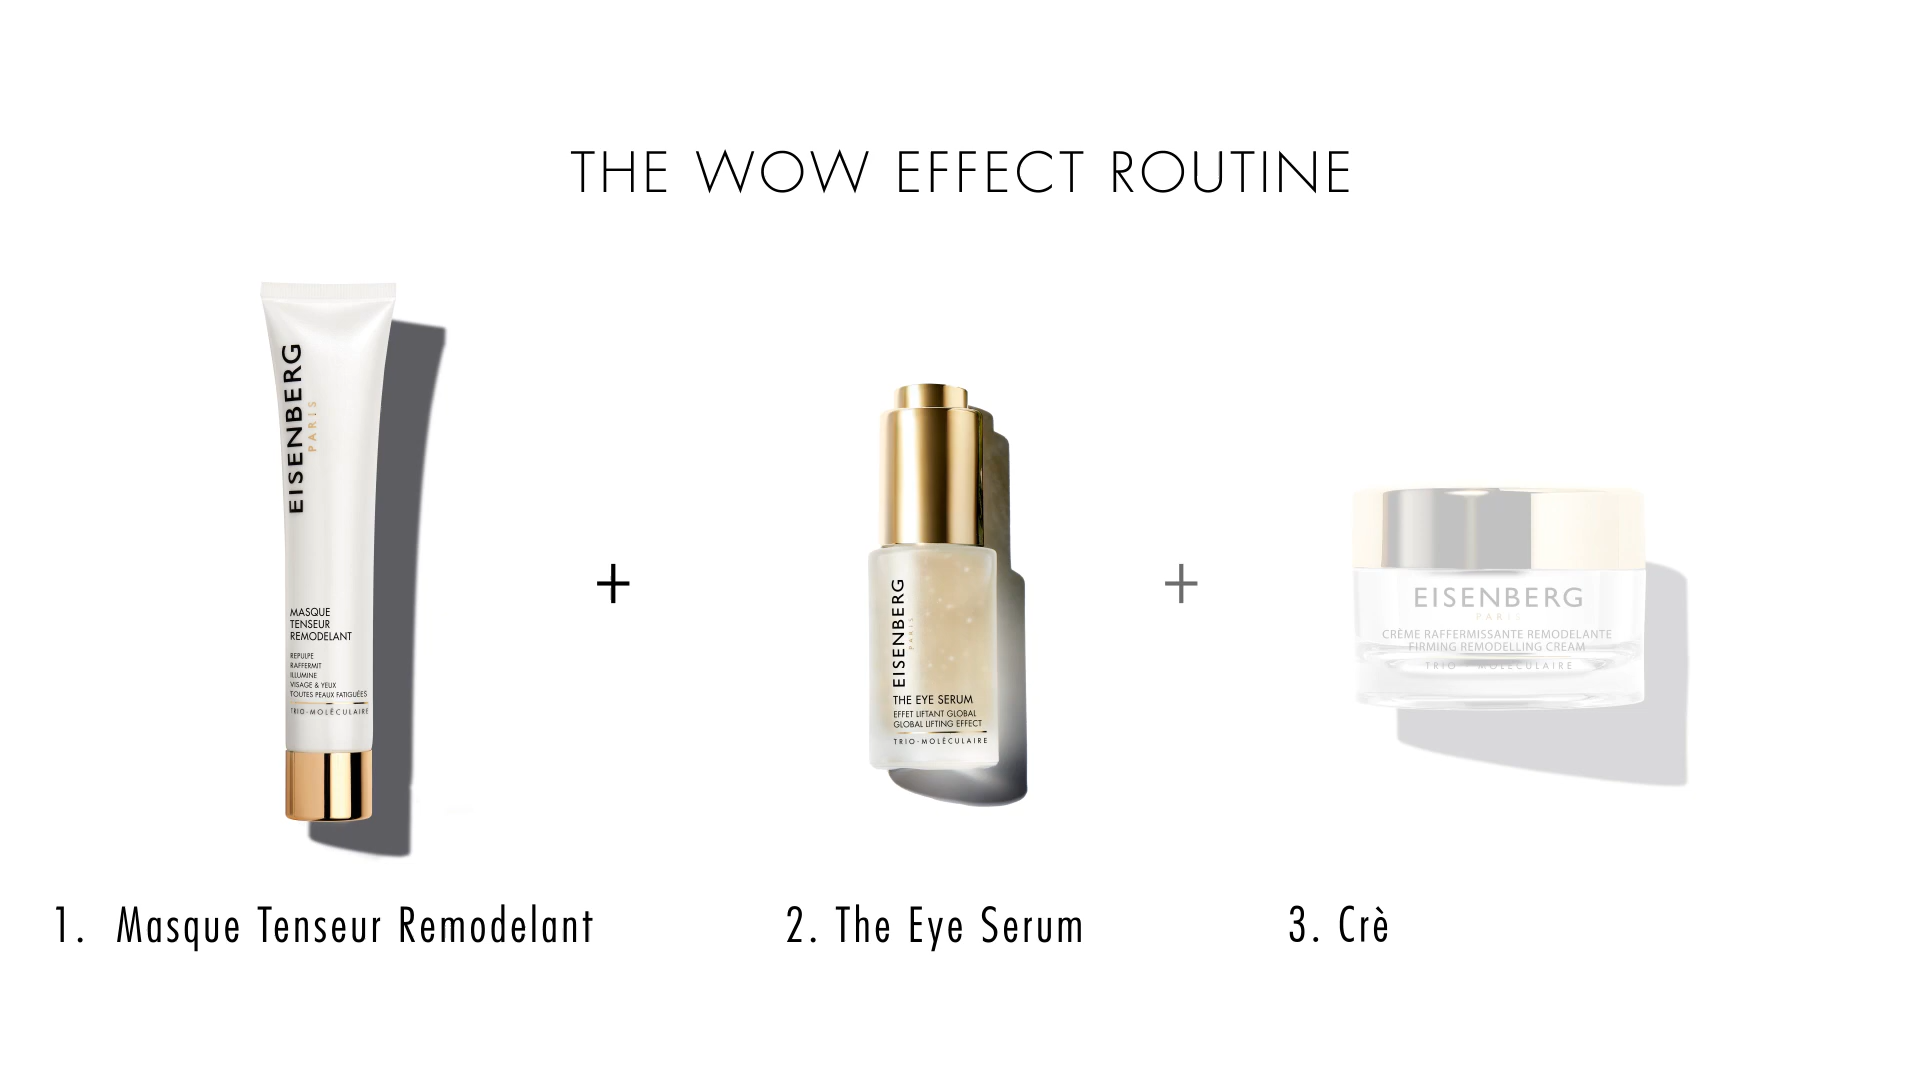 THE WOW EFFECT ROUTINE
EISENBERG
PARIS
MASQUE
TENSEUR
REMODELANT
REPULPE
RAFFERMIT
ILLUMINE
VISAGE & YEUX
TOUTES PEAUX FATIGUÉES
TRIO-MOLÉCULAIRE
+
EISENBERG
PARIS
THE EYE SERUM
EFFET LIFTANT GLOBAL
GLOBAL LIFTING EFFECT
TRIO-MOLÉCULAIRE
+
EISENBERG
PARIS
CRÈME RAFFERMISSANTE REMODELANTE
FIRMING REMODELLING CREAM
TRIO - MOLÉCULAIRE
1. Masque Tenseur Remodelant
2. The Eye Serum
3. Crè